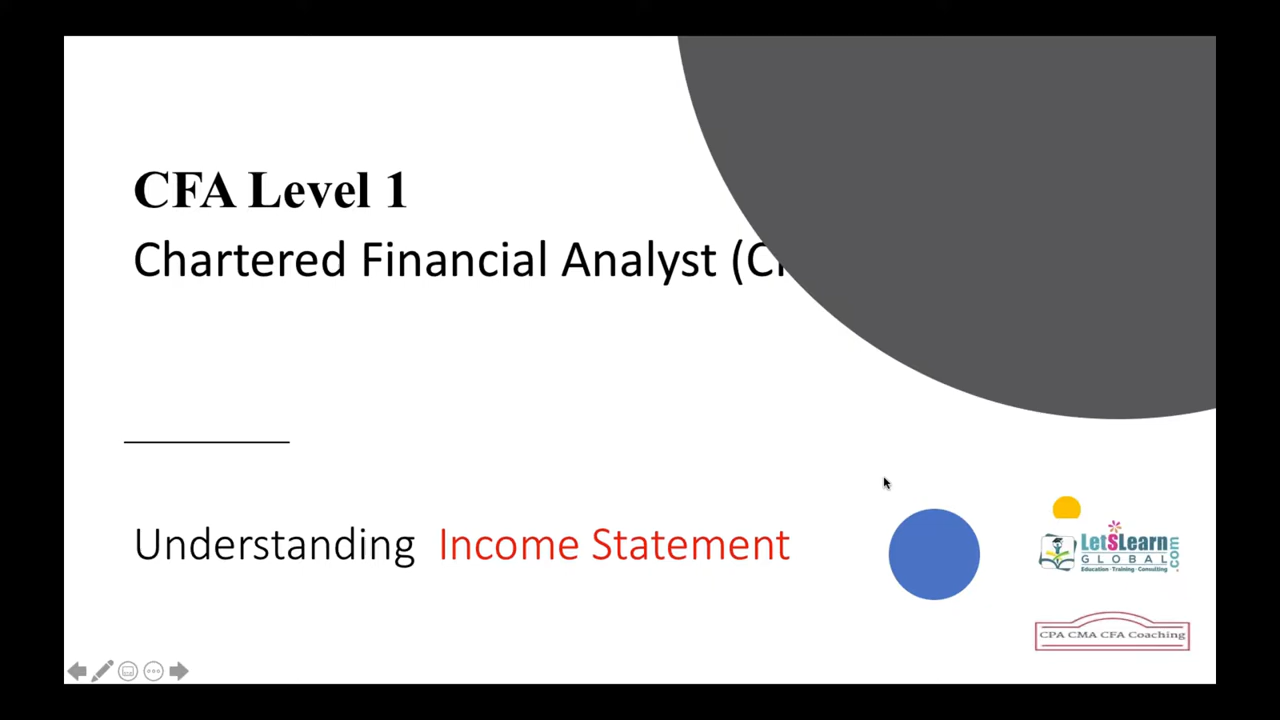 CFA Level 1
Chartered Financial Analyst
Understanding Income Statement
LetSLearn
GLOBAL
.com
Education - Training - Consulting
CPA CMA CFA Coaching